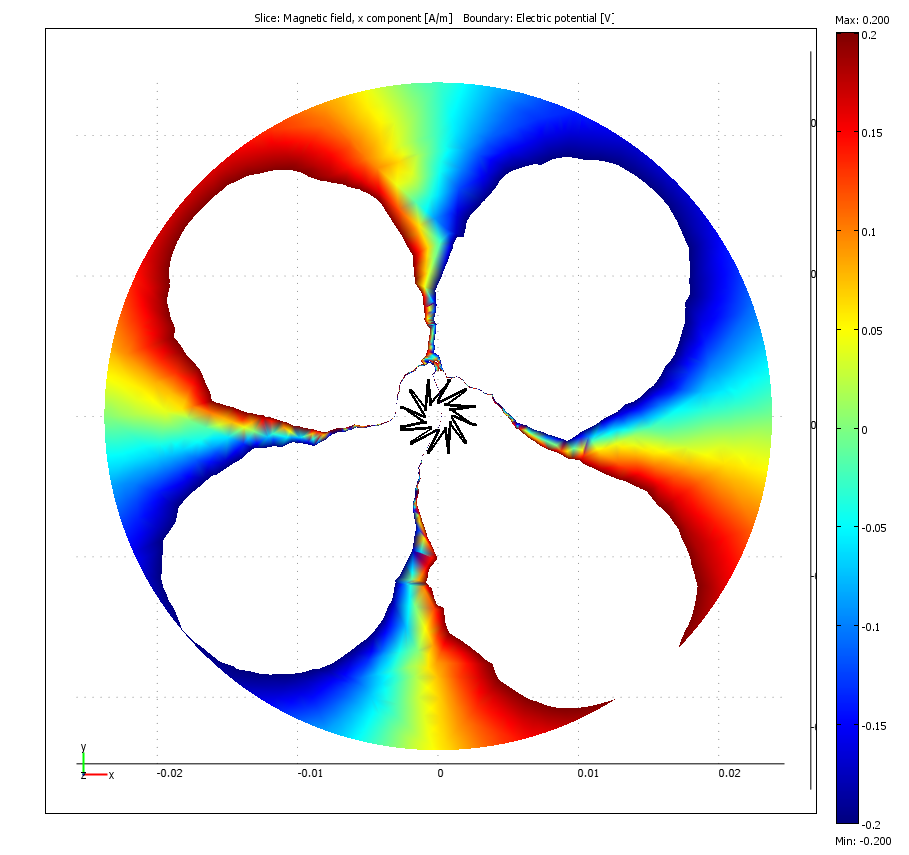 Slice: Magnetic field, x component [A/m]   Boundary: Electric potential [V]
Max: 0.200
0.2
0.15
0.1
0.05
0
-0.05
-0.1
-0.15
-0.2
Min: -0.200
y
z x
-0.02 -0.01 0 0.01 0.02